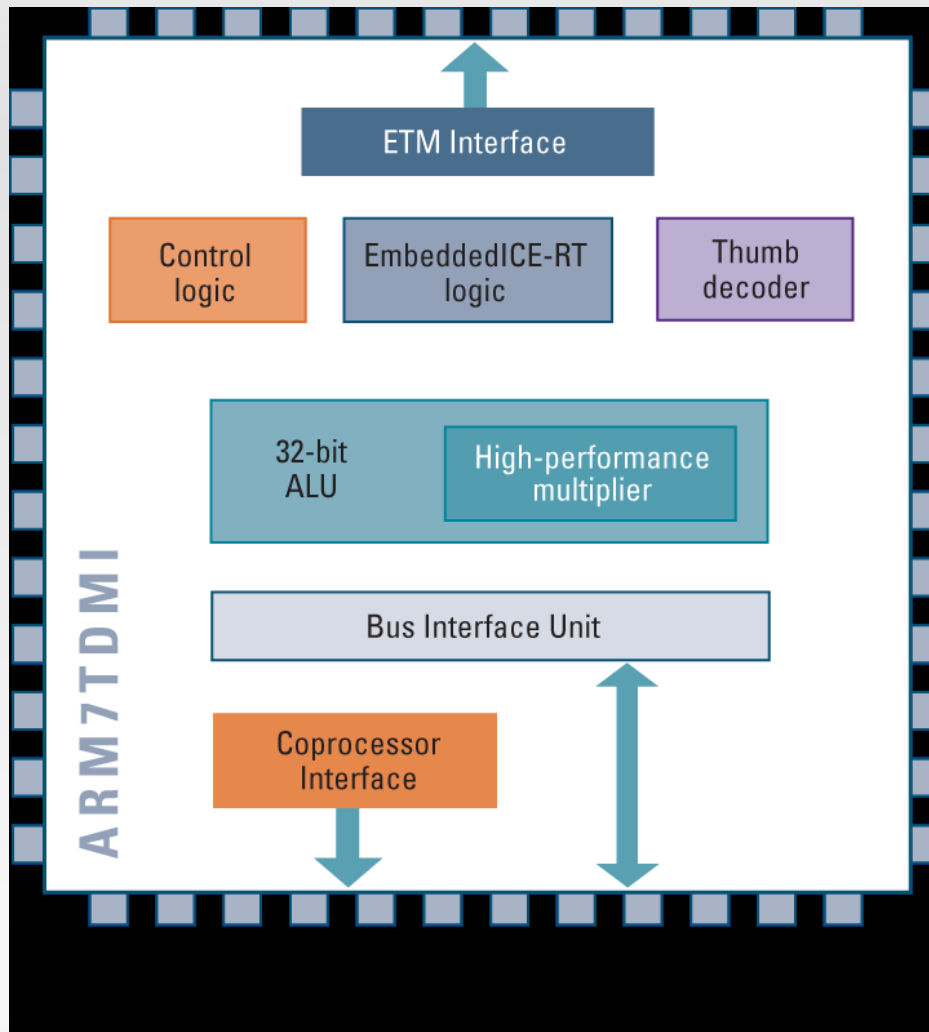 ETM Interface
Control
logic
EmbeddedICE-RT
logic
Thumb
decoder
32-bit
ALU
High-performance
multiplier
Bus Interface Unit
Coprocessor
Interface
ARM7TDMI